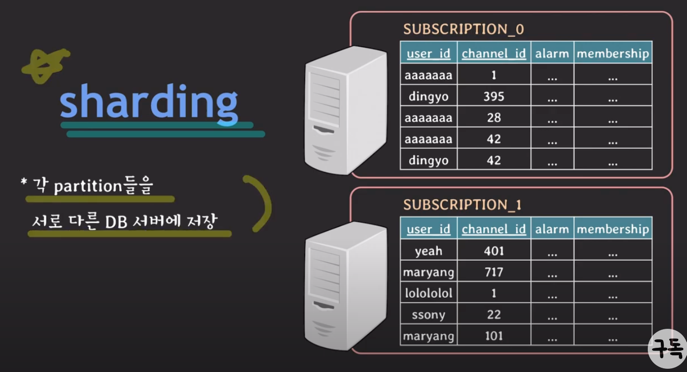 sharding
* 각 partition들을
서로 다른 DB 서버에 저장
SUBSCRIPTION_0
user_id channel_id alarm membership
aaaaaaa 1 ... ...
dingyo 395 ... ...
aaaaaaa 28 ... ...
aaaaaaa 42 ... ...
dingyo 42 ... ...
SUBSCRIPTION_1
user_id channel_id alarm membership
yeah 401 ... ...
maryang 717 ... ...
lolololol 1 ... ...
ssony 22 ... ...
maryang 101 ... ...
구독